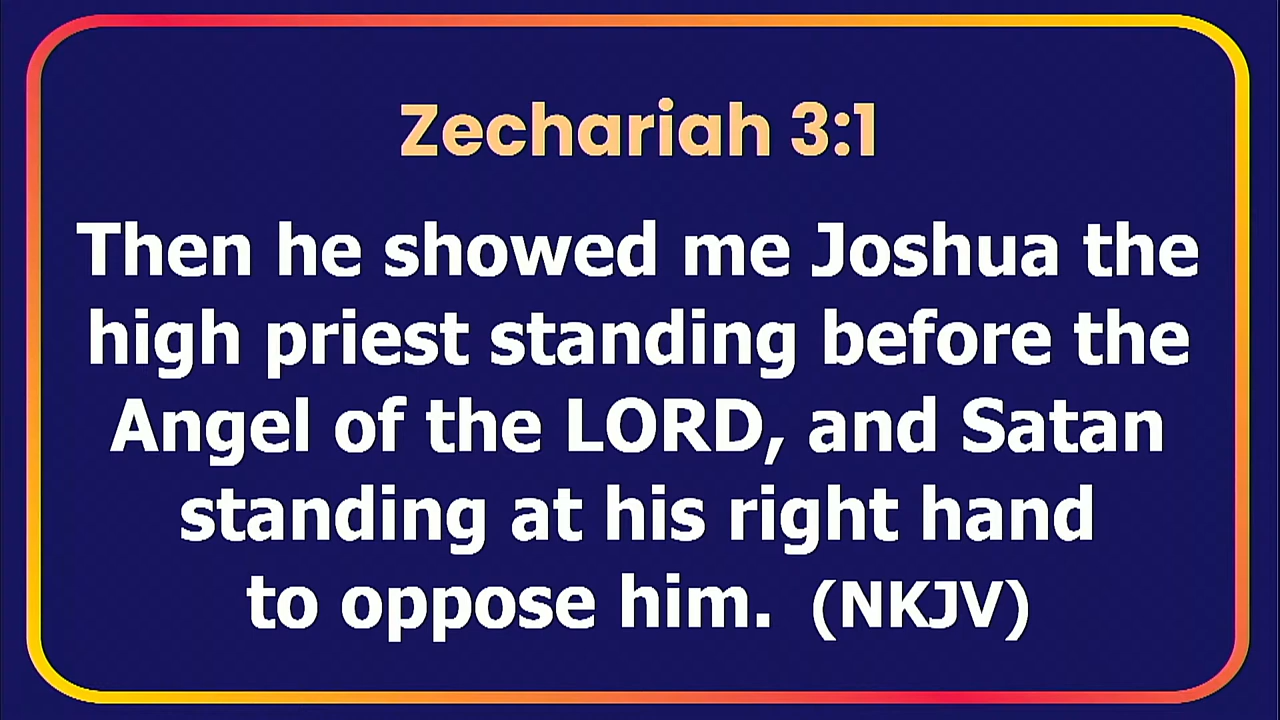 Zechariah 3:1
Then he showed me Joshua the
high priest standing before the
Angel of the LORD, and Satan
standing at his right hand
to oppose him. (NKJV)